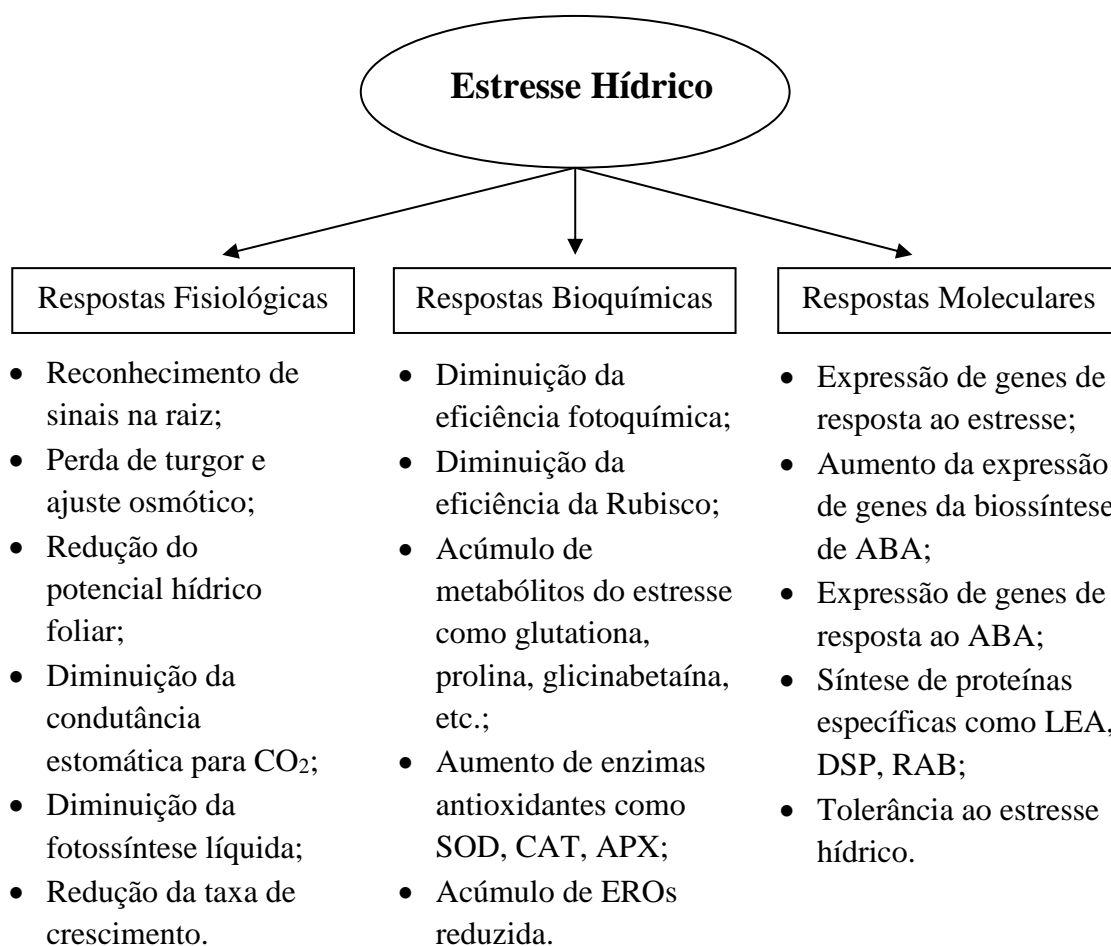 Estresse Hídrico
Respostas Fisiológicas
• Reconhecimento de
sinais na raiz;
• Perda de turgor e
ajuste osmótico;
• Redução do
potencial hídrico
foliar;
• Diminuição da
condutância
estomática para CO₂;
• Diminuição da
fotossíntese líquida;
• Redução da taxa de
crescimento.
Respostas Bioquímicas
• Diminuição da
eficiência fotoquímica;
• Diminuição da
eficiência da Rubisco;
• Acúmulo de
metabólitos do estresse
como glutationa,
prolina, glicinabetaína,
etc.;
• Aumento de enzimas
antioxidantes como
SOD, CAT, APX;
• Acúmulo de EROs
reduzida.
Respostas Moleculares
• Expressão de genes de
resposta ao estresse;
• Aumento da expressão
de genes da biossíntese
de ABA;
• Expressão de genes de
resposta ao ABA;
• Síntese de proteínas
específicas como LEA,
DSP, RAB;
• Tolerância ao estresse
hídrico.